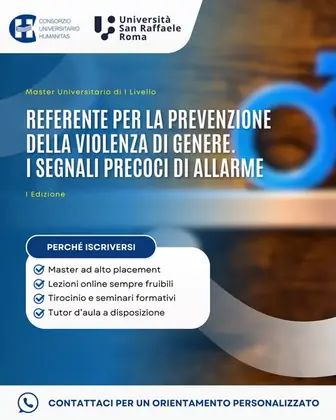 CONSORZIO
UNIVERSITARIO
HUMANITAS
Università
San Raffaele
Roma
Master Universitario di I Livello
REFERENTE PER LA PREVENZIONE
DELLA VIOLENZA DI GENERE.
I SEGNALI PRECOCI DI ALLARME
I Edizione
PERCHÉ ISCRIVERSI
Master ad alto placement
Lezioni online sempre fruibili
Tirocinio e seminari formativi
Tutor d'aula a disposizione
CONTATTACI PER UN ORIENTAMENTO PERSONALIZZATO